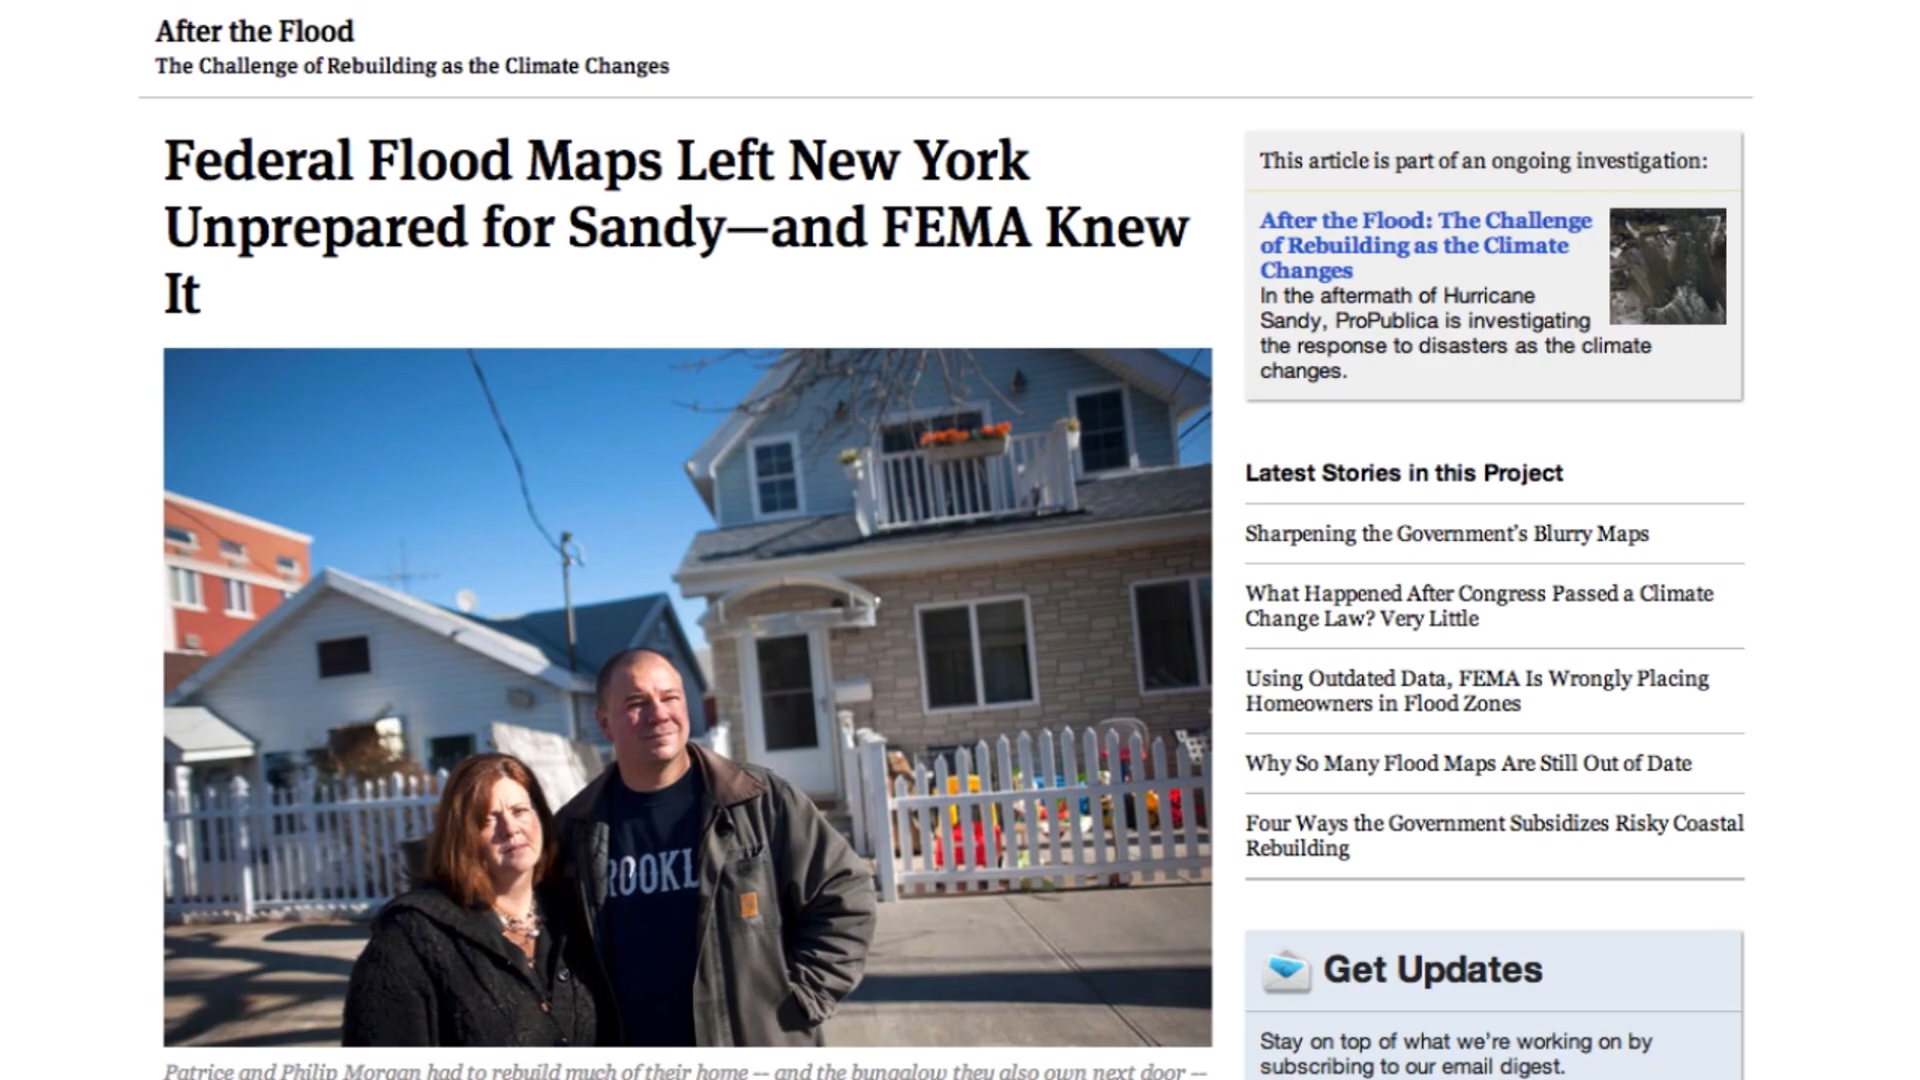 After the Flood
The Challenge of Rebuilding as the Climate Changes
Federal Flood Maps Left New York
Unprepared for Sandy—and FEMA Knew
It
ROOKL
Patrice and Philip Morgan had to rebuild much of their home -- and the bungalow they also own next door --
This article is part of an ongoing investigation:
After the Flood: The Challenge
of Rebuilding as the Climate
Changes
In the aftermath of Hurricane
Sandy, ProPublica is investigating
the response to disasters as the climate
changes.
Latest Stories in this Project
Sharpening the Government's Blurry Maps
What Happened After Congress Passed a Climate
Change Law? Very Little
Using Outdated Data, FEMA Is Wrongly Placing
Homeowners in Flood Zones
Why So Many Flood Maps Are Still Out of Date
Four Ways the Government Subsidizes Risky Coastal
Rebuilding
Get Updates
Stay on top of what we're working on by
subscribing to our email digest.